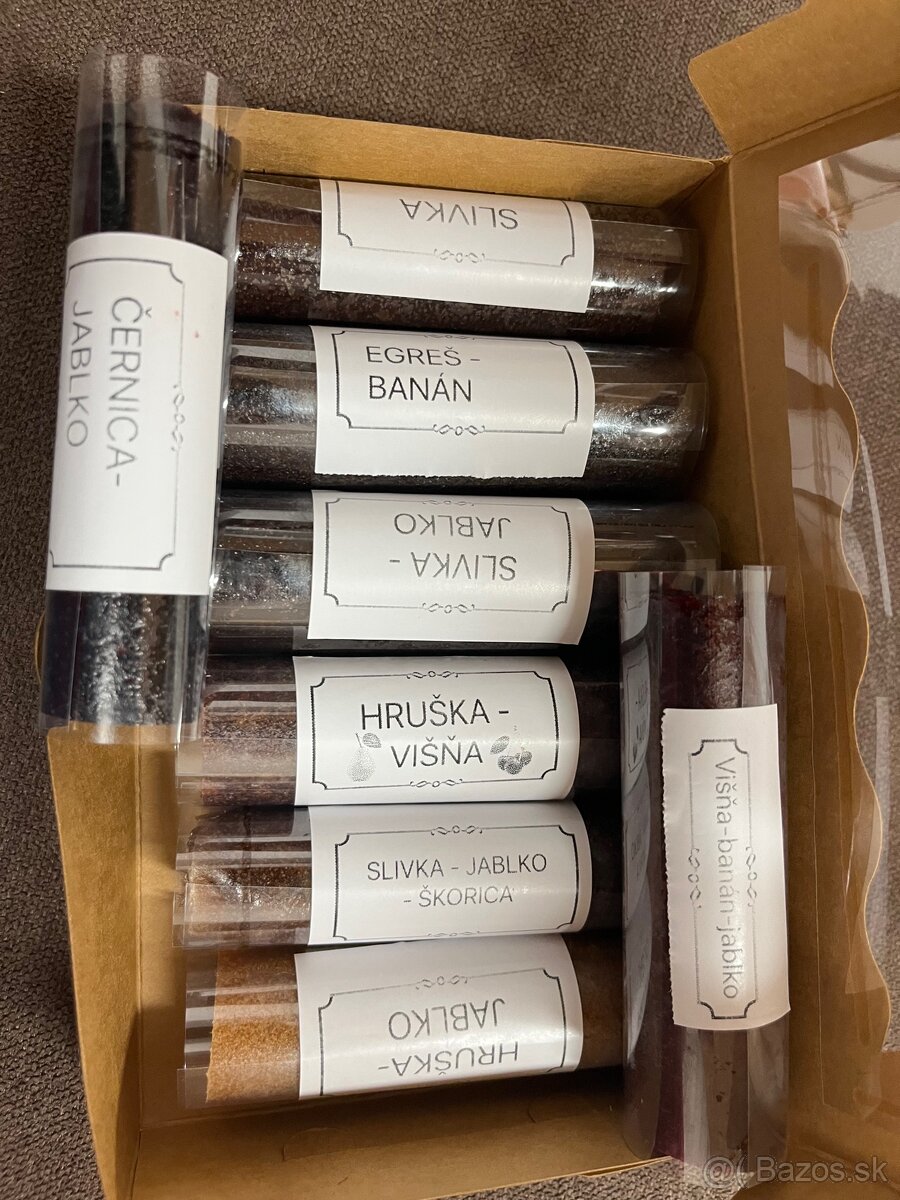 ČERNICA-
JABLKO
SLIVKA
EGREŠ -
BANÁN
SLIVKA -
JABLKO
HRUŠKA -
VIŠŇA
SLIVKA - JABLKO
- ŠKORICA
HRUŠKA-
JABLKO
Višňa-banán-jablko
@( Bazos.sk